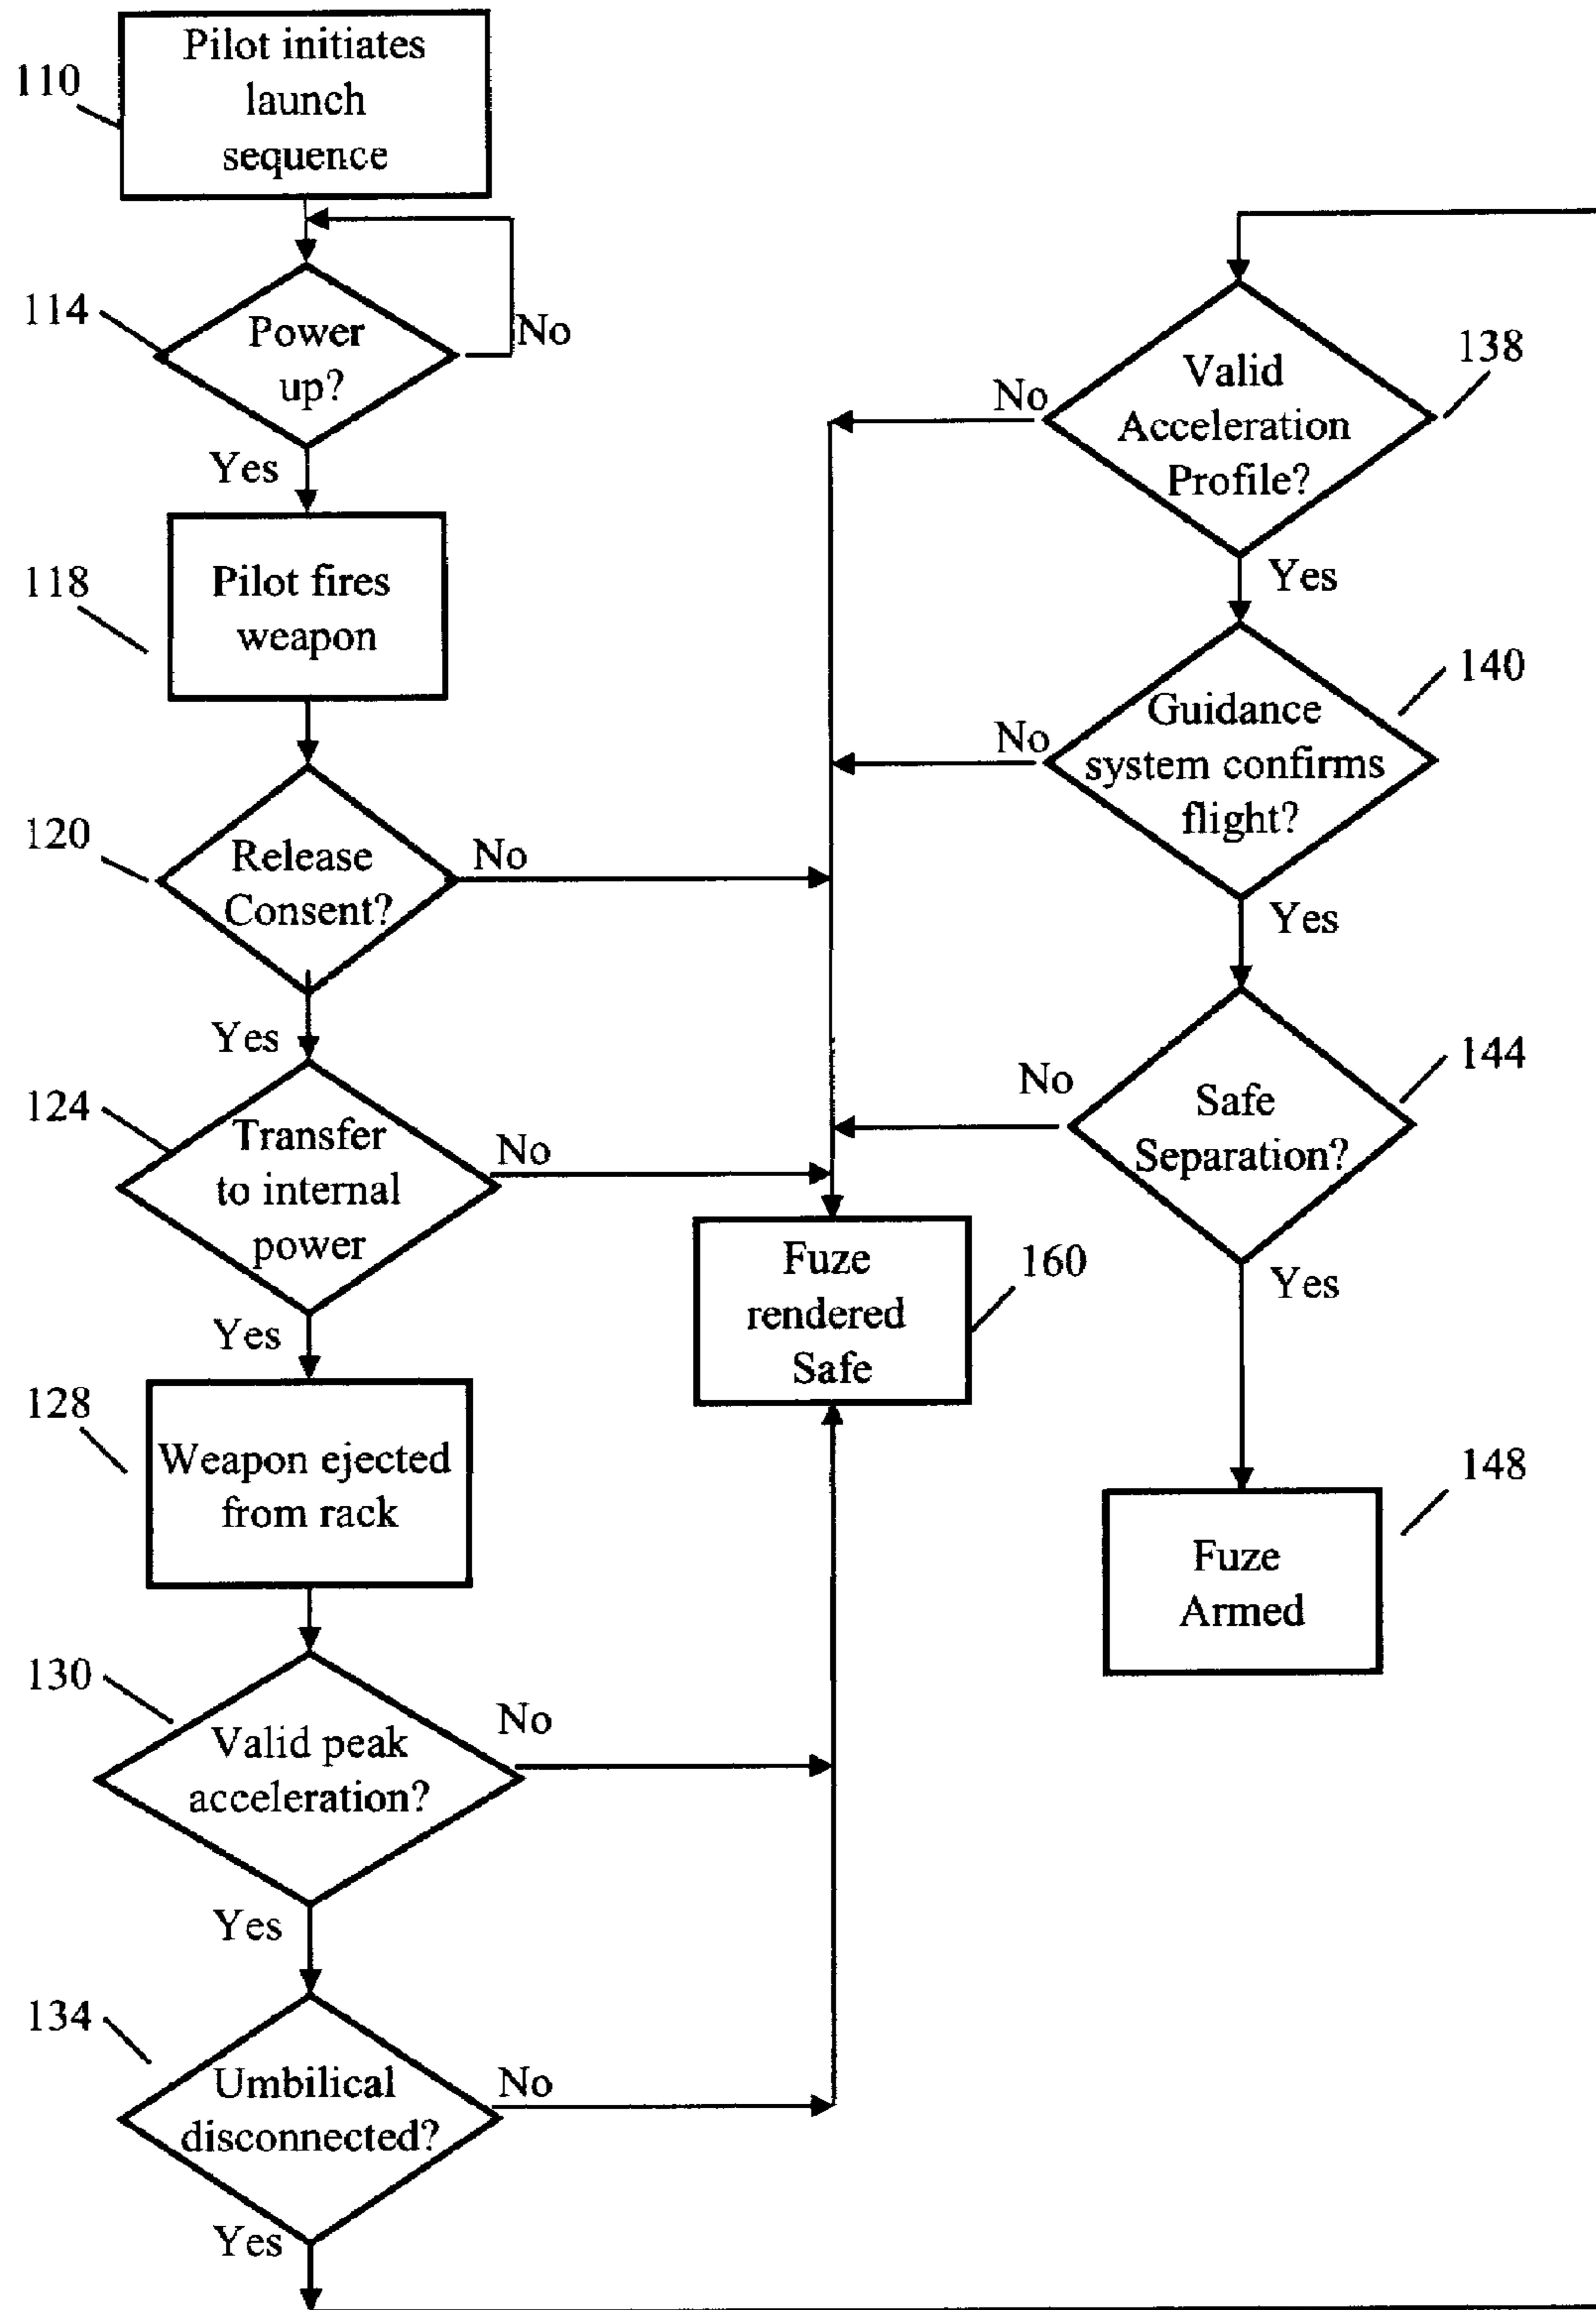 110
Pilot initiates
launch
sequence
114
Power
up?
No
Yes
118
Pilot fires
weapon
120
Release
Consent?
No
Yes
124
Transfer
to internal
power
No
Yes
128
Weapon ejected
from rack
130
Valid peak
acceleration?
No
Yes
134
Umbilical
disconnected?
No
Yes
138
Valid
Acceleration
Profile?
No
Yes
140
Guidance
system confirms
flight?
No
Yes
144
Safe
Separation?
No
Yes
148
Fuze
Armed
160
Fuze
rendered
Safe